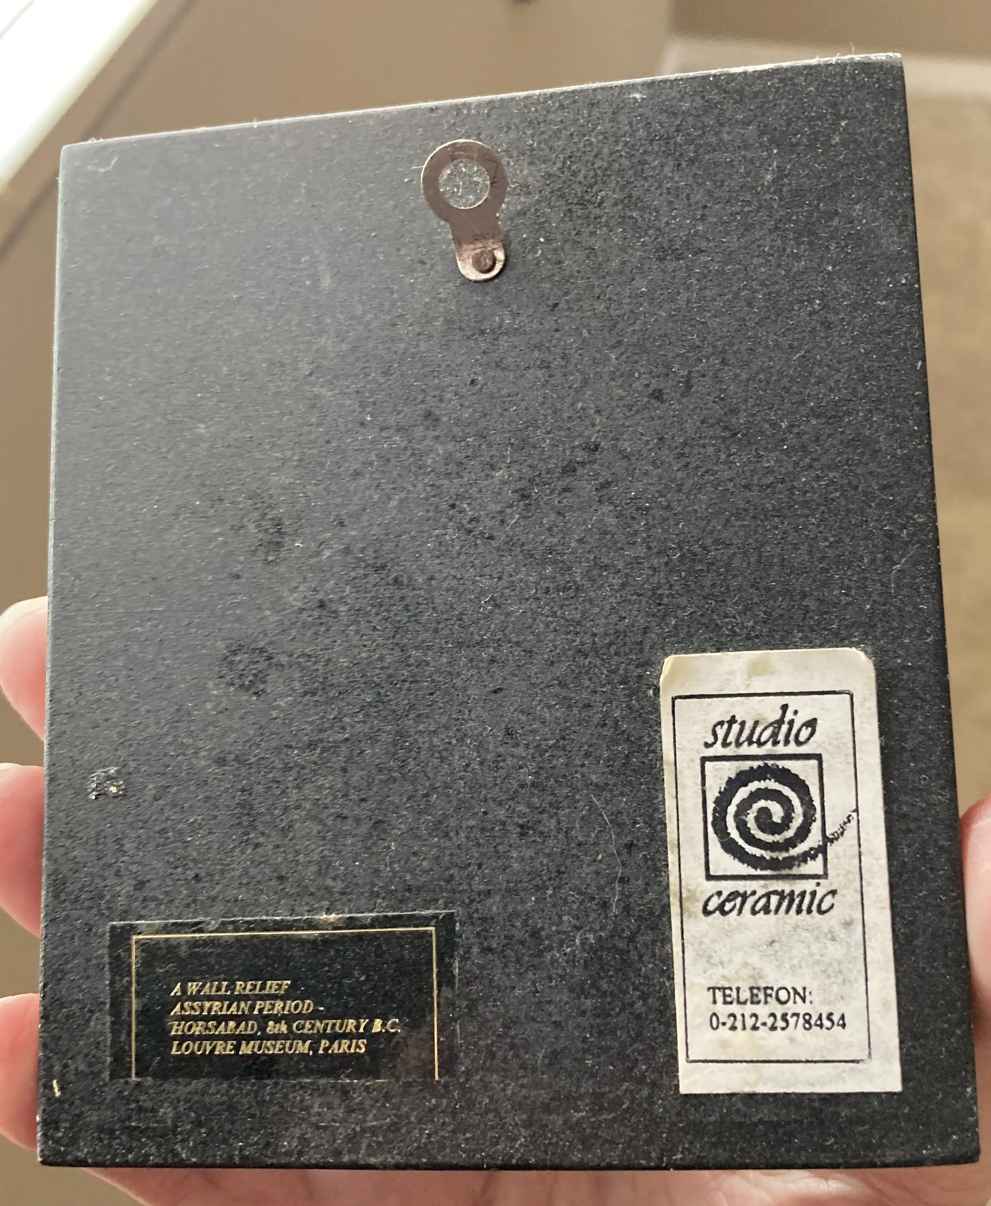 A WALL RELIEF
ASSYRIAN PERIOD -
HORSABAD, 8th CENTURY B.C.
LOUVRE MUSEUM, PARIS
studio
ceramic
TELEFON:
0-212-2578454